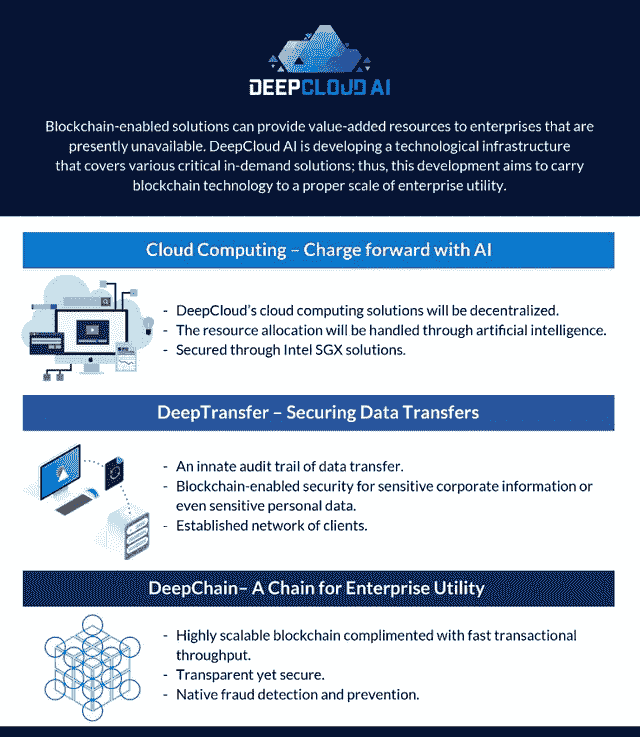 DEEPCLOUD AI
Blockchain-enabled solutions can provide value-added resources to enterprises that are
presently unavailable. DeepCloud AI is developing a technological infrastructure
that covers various critical in-demand solutions; thus, this development aims to carry
blockchain technology to a proper scale of enterprise utility.
Cloud Computing – Charge forward with AI
- DeepCloud's cloud computing solutions will be decentralized.
- The resource allocation will be handled through artificial intelligence.
- Secured through Intel SGX solutions.
DeepTransfer – Securing Data Transfers
- An innate audit trail of data transfer.
- Blockchain-enabled security for sensitive corporate information or
even sensitive personal data.
- Established network of clients.
DeepChain– A Chain for Enterprise Utility
- Highly scalable blockchain complimented with fast transactional
throughput.
- Transparent yet secure.
- Native fraud detection and prevention.